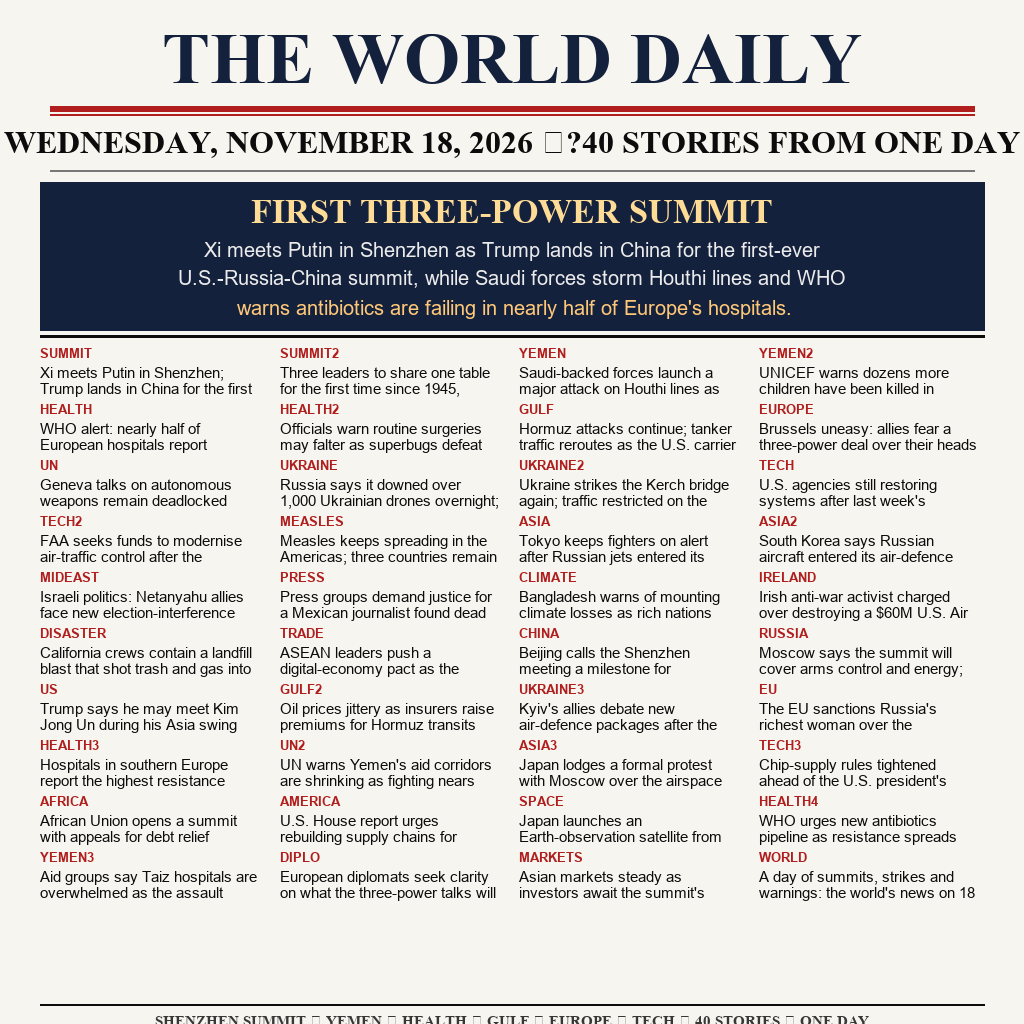 THE WORLD DAILY
WEDNESDAY, NOVEMBER 18, 2026 □?40 STORIES FROM ONE DAY
FIRST THREE-POWER SUMMIT
Xi meets Putin in Shenzhen as Trump lands in China for the first-ever
U.S.-Russia-China summit, while Saudi forces storm Houthi lines and WHO
warns antibiotics are failing in nearly half of Europe's hospitals.
SUMMIT
Xi meets Putin in Shenzhen;
Trump lands in China for the first
SUMMIT2
Three leaders to share one table
for the first time since 1945,
YEMEN
Saudi-backed forces launch a
major attack on Houthi lines as
YEMEN2
UNICEF warns dozens more
children have been killed in
HEALTH
WHO alert: nearly half of
European hospitals report
HEALTH2
Officials warn routine surgeries
may falter as superbugs defeat
GULF
Hormuz attacks continue; tanker
traffic reroutes as the U.S. carrier
EUROPE
Brussels uneasy: allies fear a
three-power deal over their heads
UN
Geneva talks on autonomous
weapons remain deadlocked
UKRAINE
Russia says it downed over
1,000 Ukrainian drones overnight;
UKRAINE2
Ukraine strikes the Kerch bridge
again; traffic restricted on the
TECH
U.S. agencies still restoring
systems after last week's
TECH2
FAA seeks funds to modernise
air-traffic control after the
MEASLES
Measles keeps spreading in the
Americas; three countries remain
ASIA
Tokyo keeps fighters on alert
after Russian jets entered its
ASIA2
South Korea says Russian
aircraft entered its air-defence
MIDEAST
Israeli politics: Netanyahu allies
face new election-interference
PRESS
Press groups demand justice for
a Mexican journalist found dead
CLIMATE
Bangladesh warns of mounting
climate losses as rich nations
IRELAND
Irish anti-war activist charged
over destroying a $60M U.S. Air
DISASTER
California crews contain a landfill
blast that shot trash and gas into
TRADE
ASEAN leaders push a
digital-economy pact as the
CHINA
Beijing calls the Shenzhen
meeting a milestone for
RUSSIA
Moscow says the summit will
cover arms control and energy;
US
Trump says he may meet Kim
Jong Un during his Asia swing
GULF2
Oil prices jittery as insurers raise
premiums for Hormuz transits
UKRAINE3
Kyiv's allies debate new
air-defence packages after the
EU
The EU sanctions Russia's
richest woman over the
HEALTH3
Hospitals in southern Europe
report the highest resistance
UN2
UN warns Yemen's aid corridors
are shrinking as fighting nears
ASIA3
Japan lodges a formal protest
with Moscow over the airspace
TECH3
Chip-supply rules tightened
ahead of the U.S. president's
AFRICA
African Union opens a summit
with appeals for debt relief
AMERICA
U.S. House report urges
rebuilding supply chains for
SPACE
Japan launches an
Earth-observation satellite from
HEALTH4
WHO urges new antibiotics
pipeline as resistance spreads
YEMEN3
Aid groups say Taiz hospitals are
overwhelmed as the assault
DIPLO
European diplomats seek clarity
on what the three-power talks will
MARKETS
Asian markets steady as
investors await the summit's
WORLD
A day of summits, strikes and
warnings: the world's news on 18
SHENZHEN SUMMIT □ YEMEN □ HEALTH □ GULF □ EUROPE □ TECH □ 40 STORIES □ ONE DAY